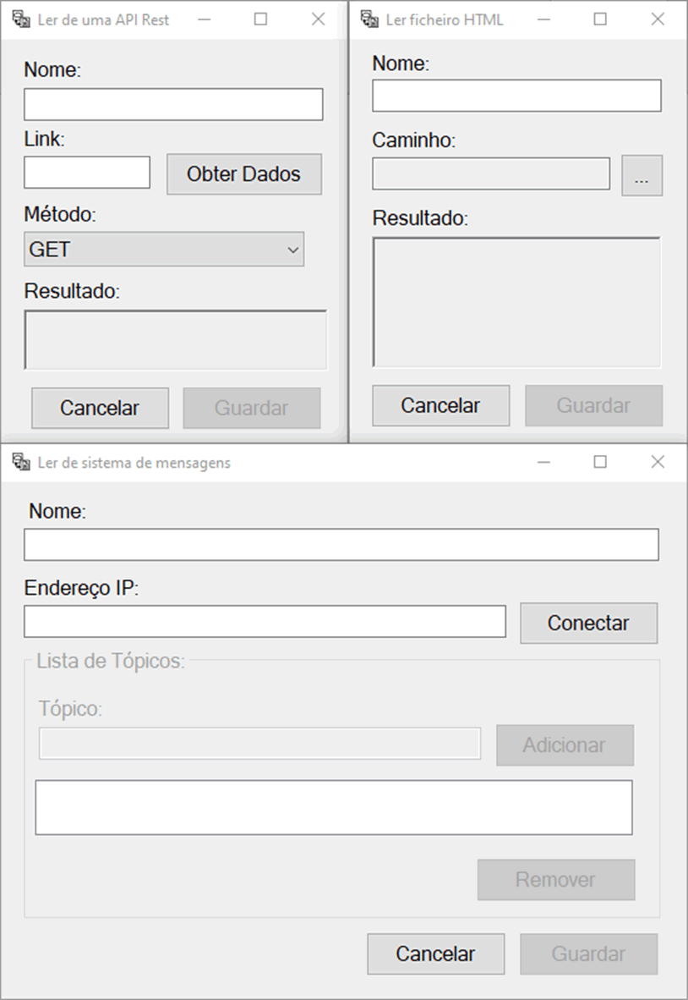 Ler de uma API Rest
Nome:
Link:
Obter Dados
Método:
GET
Resultado:
Cancelar Guardar
Ler ficheiro HTML
Nome:
Caminho:
...
Resultado:
Cancelar Guardar
Ler de sistema de mensagens
Nome:
Endereço IP:
Conectar
Lista de Tópicos:
Tópico:
Adicionar
Remover
Cancelar Guardar